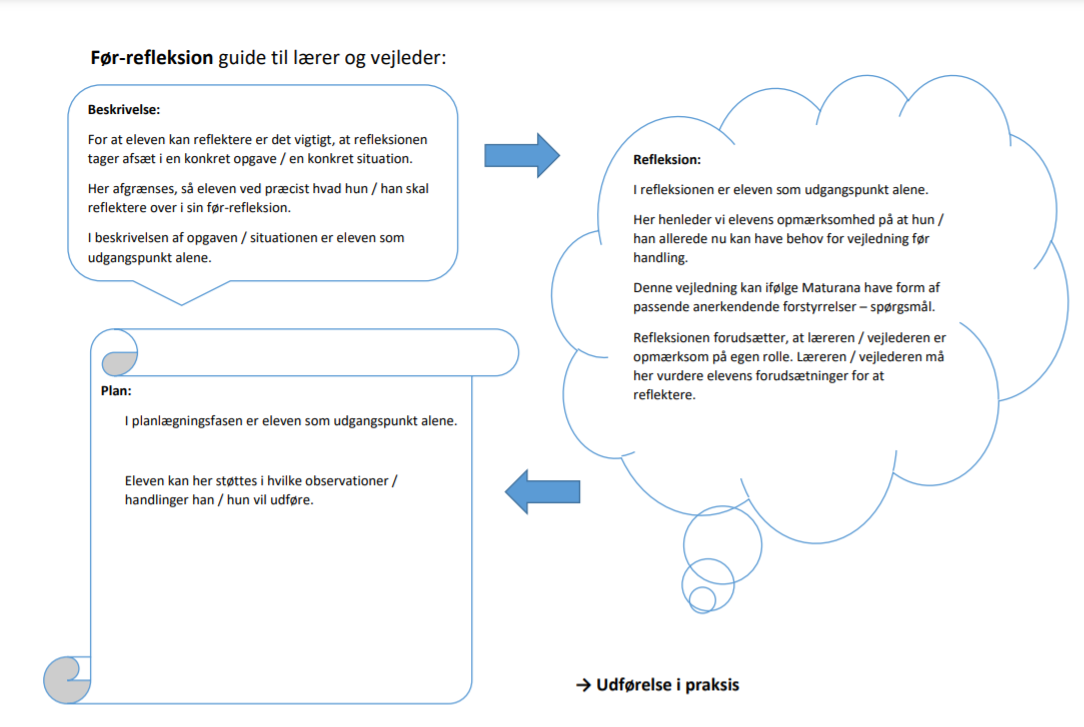 Før-refleksion guide til lærer og vejleder:
Beskrivelse:
For at eleven kan reflektere er det vigtigt, at refleksionen
tager afsæt i en konkret opgave / en konkret situation.
Her afgrænses, så eleven ved præcist hvad hun / han skal
reflektere over i sin før-refleksion.
I beskrivelsen af opgaven / situationen er eleven som
udgangspunkt alene.
Refleksion:
I refleksionen er eleven som udgangspunkt alene.
Her henleder vi elevens opmærksomhed på at hun /
han allerede nu kan have behov for vejledning før
handling.
Denne vejledning kan ifølge Maturana have form af
passende anerkendende forstyrrelser – spørgsmål.
Refleksionen forudsætter, at læreren / vejlederen er
opmærksom på egen rolle. Læreren / vejlederen må
her vurdere elevens forudsætninger for at
reflektere.
Plan:
I planlægningsfasen er eleven som udgangspunkt alene.
Eleven kan her støttes i hvilke observationer /
handlinger han / hun vil udføre.
→ Udførelse i praksis